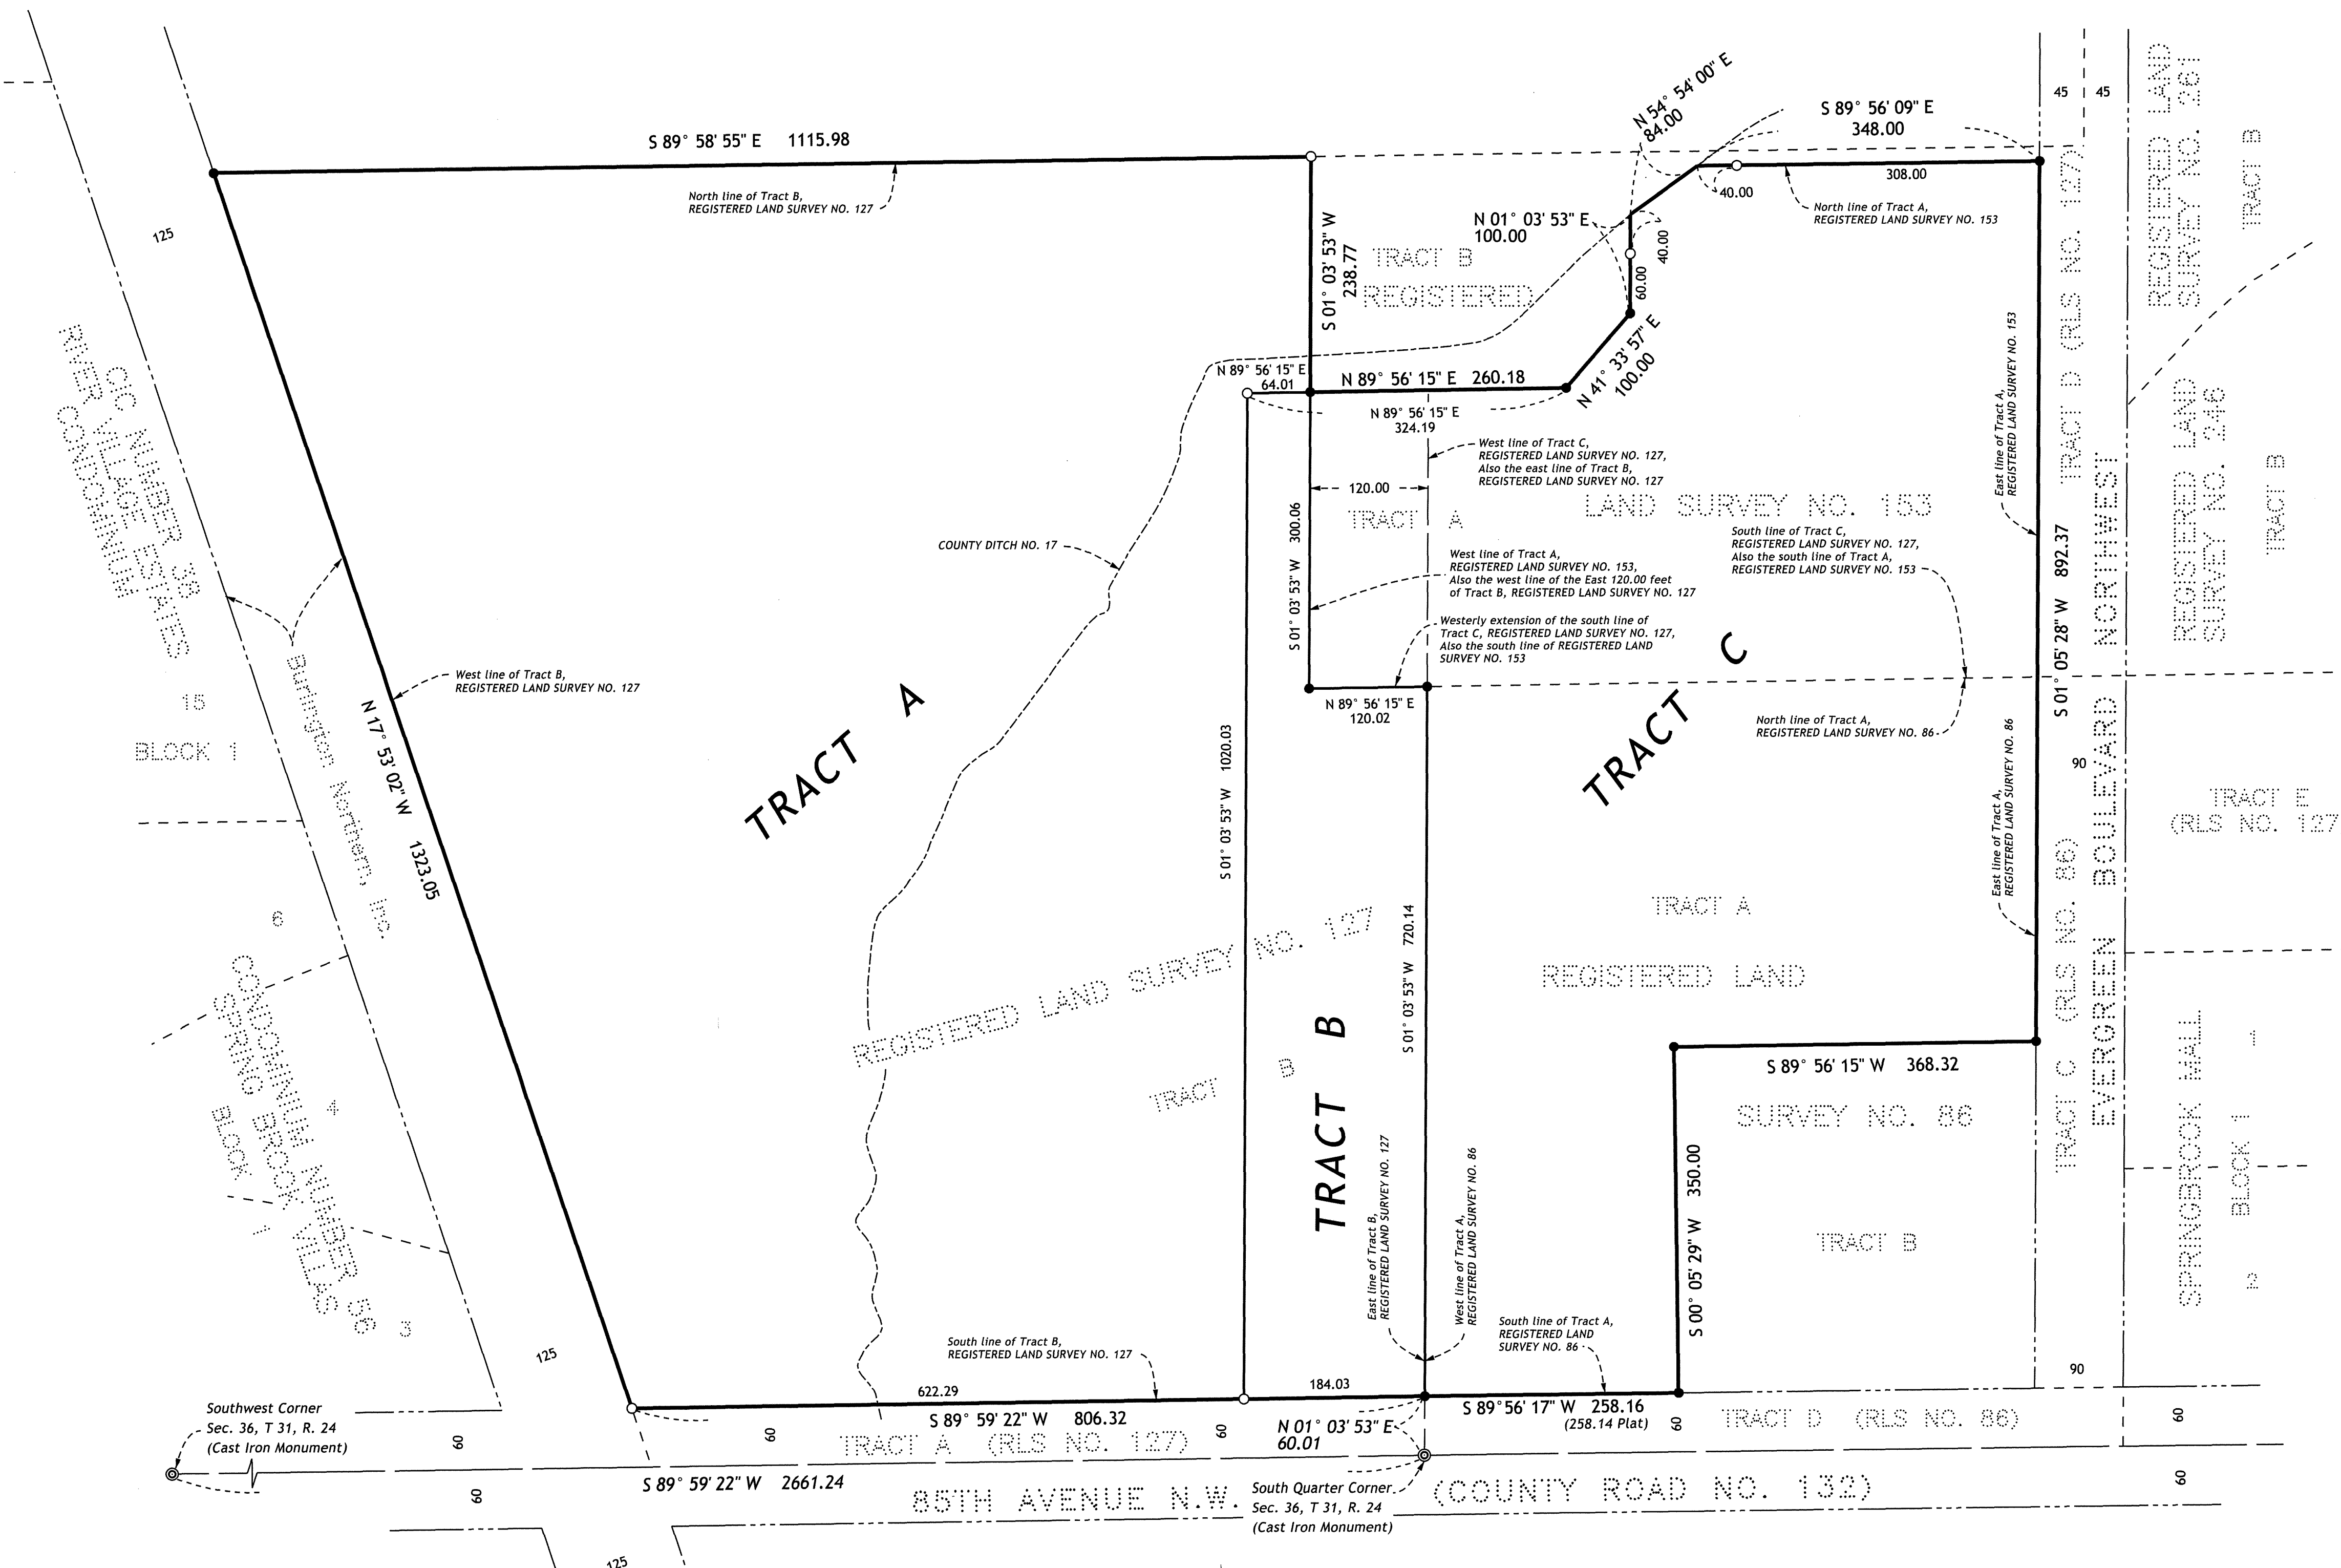 S 89° 58' 55" E 1115.98
North line of Tract B,
REGISTERED LAND SURVEY NO. 127
125
N 54° 54' 00" E
84.00
S 89° 56' 09" E
348.00
40.00
308.00
North line of Tract A,
REGISTERED LAND SURVEY NO. 153
45
45
REGISTERED LAND
SURVEY NO. 261
TRACT B
N 01° 03' 53" E
100.00
40.00
60.00
S 01° 03' 53" W
238.77
TRACT B
REGISTERED
N 41° 33' 57" E
100.00
N 89° 56' 15" E
64.01
N 89° 56' 15" E 260.18
N 89° 56' 15" E
324.19
West line of Tract C,
REGISTERED LAND SURVEY NO. 127,
Also the east line of Tract B,
REGISTERED LAND SURVEY NO. 127
120.00
TRACT A
LAND SURVEY NO. 153
East line of Tract A,
REGISTERED LAND SURVEY NO. 153
TRACT D (RLS NO. 127)
REGISTERED LAND
SURVEY NO. 246
TRACT B
CIC NUMBER 38
RIVER VILLAGE ESTATES
CONDOMINIUM
15
BLOCK 1
Burlington Northern, Inc.
COUNTY DITCH NO. 17
S 01° 03' 53" W 300.06
West line of Tract A,
REGISTERED LAND SURVEY NO. 153,
Also the west line of the East 120.00 feet
of Tract B, REGISTERED LAND SURVEY NO. 127
South line of Tract C,
REGISTERED LAND SURVEY NO. 127,
Also the south line of Tract A,
REGISTERED LAND SURVEY NO. 153
Westerly extension of the south line of
Tract C, REGISTERED LAND SURVEY NO. 127,
Also the south line of REGISTERED LAND
SURVEY NO. 153
N 89° 56' 15" E
120.02
S 01° 05' 28" W 892.37
West line of Tract B,
REGISTERED LAND SURVEY NO. 127
N 17° 53' 02" W 1323.05
TRACT A
S 01° 03' 53" W 1020.03
TRACT C
North line of Tract A,
REGISTERED LAND SURVEY NO. 86
East line of Tract A,
REGISTERED LAND SURVEY NO. 86
90
EVERGREEN BOULEVARD NORTHWEST
TRACT E
(RLS NO. 127
TRACT C (RLS NO. 86)
6
CONDOMINIUM NUMBER 56
SPRING BROOK VILLAS
BLOCK 1
4
3
REGISTERED LAND SURVEY NO. 127
TRACT B
S 01° 03' 53" W 720.14
TRACT A
REGISTERED LAND
S 89° 56' 15" W 368.32
SURVEY NO. 86
TRACT B
S 00° 05' 29" W 350.00
SPRINGBROOK MALL
BLOCK 1
1
2
TRACT B
East line of Tract B,
REGISTERED LAND SURVEY NO. 127
West line of Tract A,
REGISTERED LAND SURVEY NO. 86
South line of Tract A,
REGISTERED LAND
SURVEY NO. 86
South line of Tract B,
REGISTERED LAND SURVEY NO. 127
125
622.29
184.03
90
S 89° 59' 22" W 806.32
S 89°56' 17" W 258.16
(258.14 Plat)
N 01° 03' 53" E
60.01
Southwest Corner
Sec. 36, T 31, R. 24
(Cast Iron Monument)
60
60
60
60
60
TRACT A (RLS NO. 127)
TRACT D (RLS NO. 86)
S 89° 59' 22" W 2661.24
60
60
85TH AVENUE N.W.
(COUNTY ROAD NO. 132)
South Quarter Corner
Sec. 36, T 31, R. 24
(Cast Iron Monument)
125